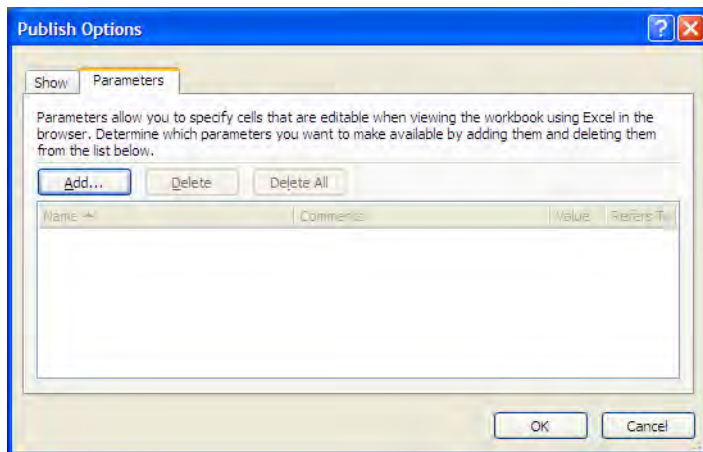 Publish Options
Show Parameters
Parameters allow you to specify cells that are editable when viewing the workbook using Excel in the
browser. Determine which parameters you want to make available by adding them and deleting them
from the list below.
Add... Delete Delete All
Name Comments Value Refers T
OK Cancel